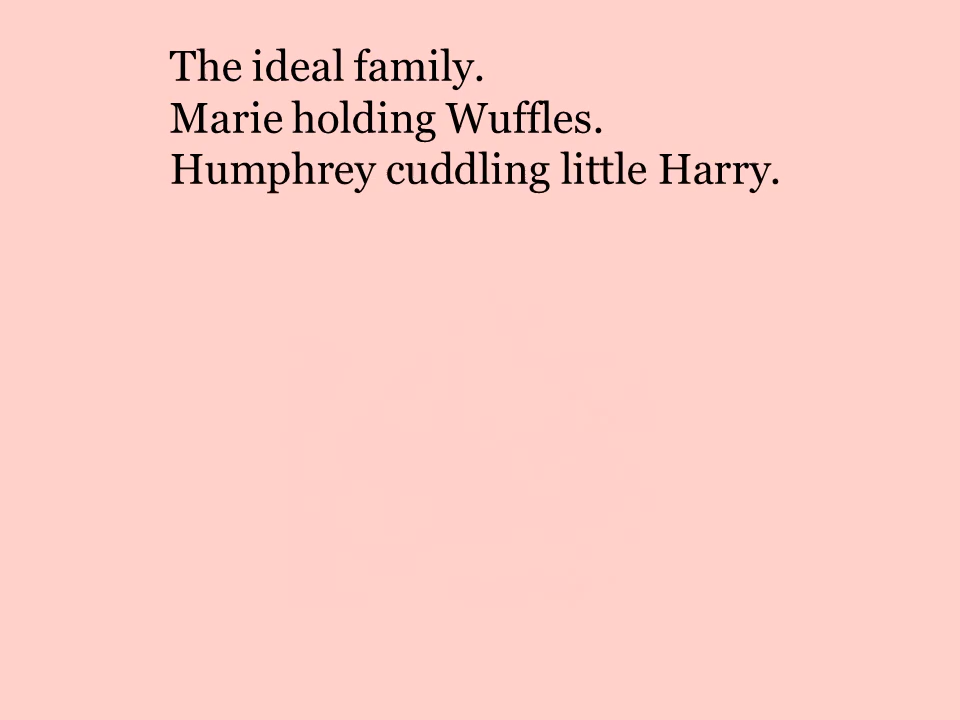 The ideal family.
Marie holding Wuffles.
Humphrey cuddling little Harry.